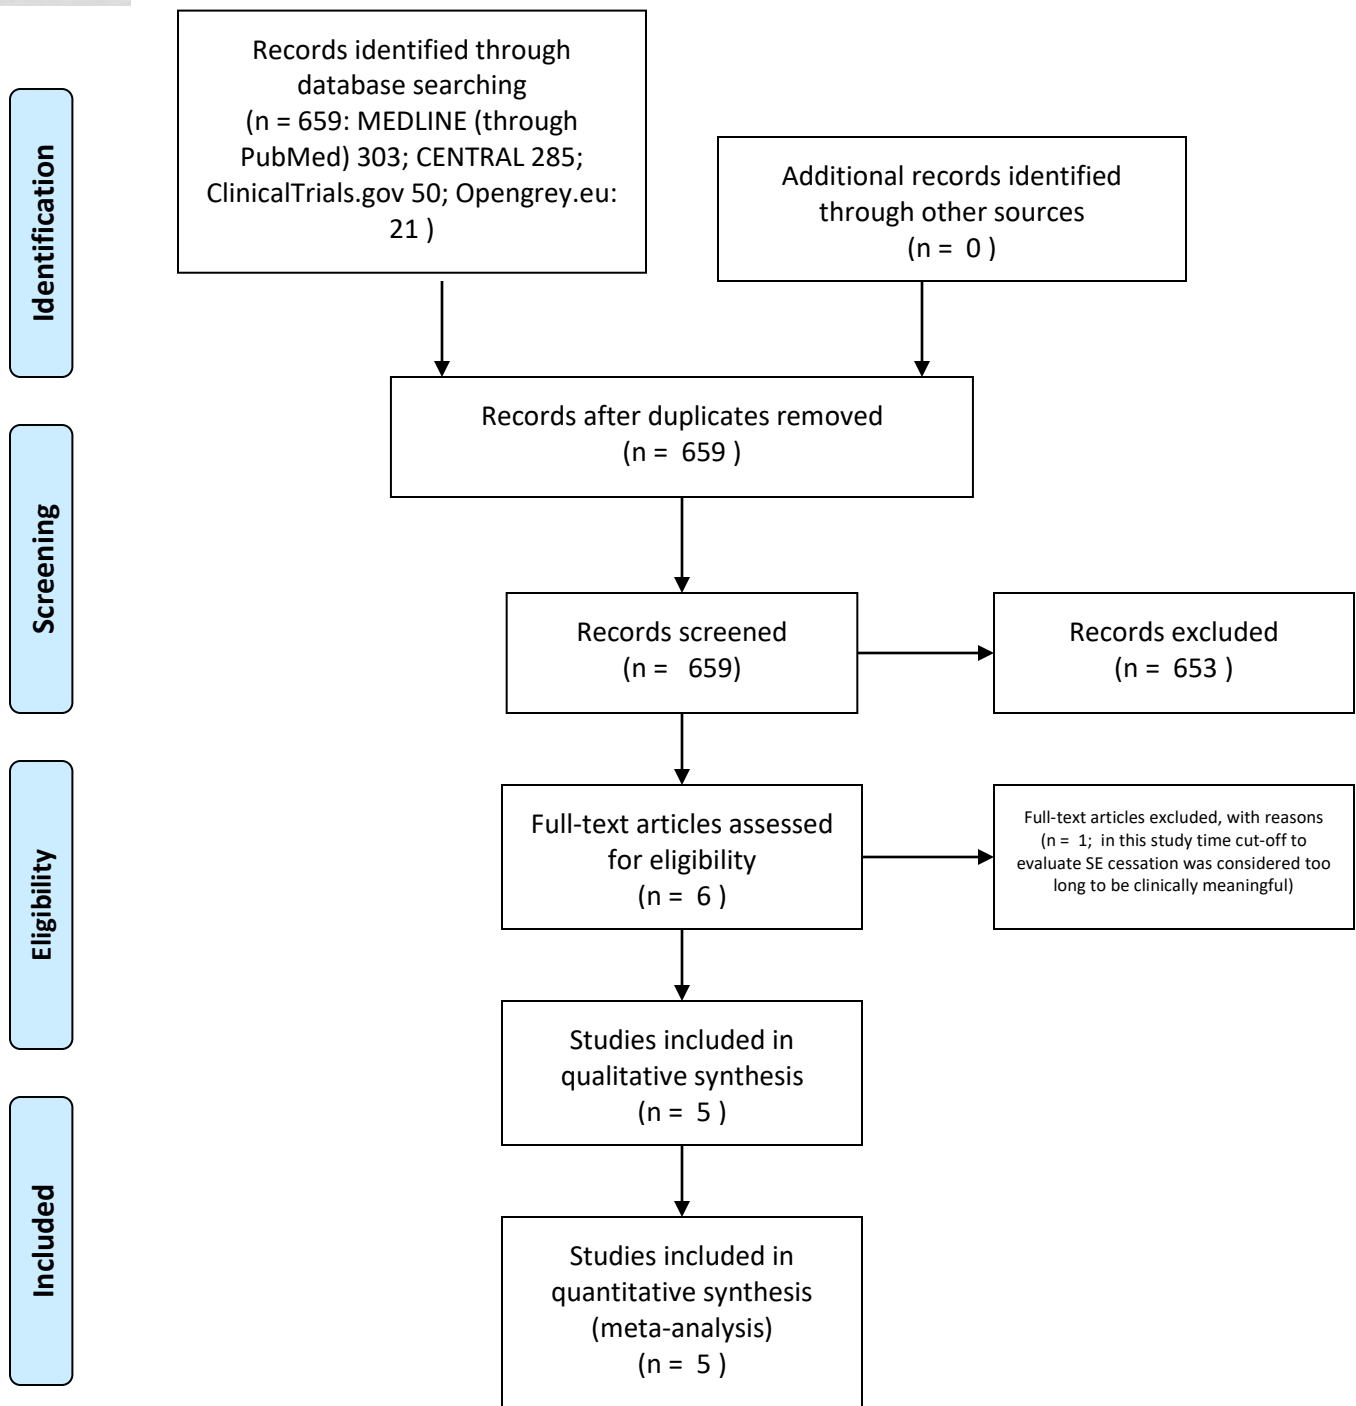 Records identified through
database searching
(n = 659: MEDLINE (through
PubMed) 303; CENTRAL 285;
ClinicalTrials.gov 50; Opengrey.eu:
21 )
Additional records identified
through other sources
(n = 0 )
Identification
Records after duplicates removed
(n = 659 )
Screening
Records screened
(n = 659)
Records excluded
(n = 653 )
Full-text articles assessed
for eligibility
(n = 6 )
Full-text articles excluded, with reasons
(n = 1; in this study time cut-off to
evaluate SE cessation was considered too
long to be clinically meaningful)
Eligibility
Studies included in
qualitative synthesis
(n = 5 )
Included
Studies included in
quantitative synthesis
(meta-analysis)
(n = 5 )